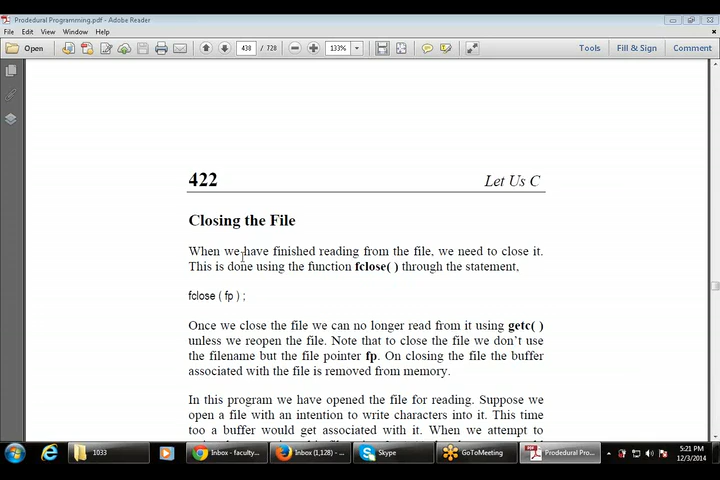 Prodedural Programming.pdf - Adobe Reader
File Edit View Window Help
Open 438 / 728 133% Tools Fill & Sign Comment
422 Let Us C
Closing the File
When we have finished reading from the file, we need to close it.
This is done using the function fclose( ) through the statement,
fclose ( fp ) ;
Once we close the file we can no longer read from it using getc( )
unless we reopen the file. Note that to close the file we don't use
the filename but the file pointer fp. On closing the file the buffer
associated with the file is removed from memory.
In this program we have opened the file for reading. Suppose we
open a file with an intention to write characters into it. This time
too a buffer would get associated with it. When we attempt to
1033 Inbox - faculty... Inbox (1,128) - ... Skype GoToMeeting Prodedural Pro... 5:21 PM
12/3/2014